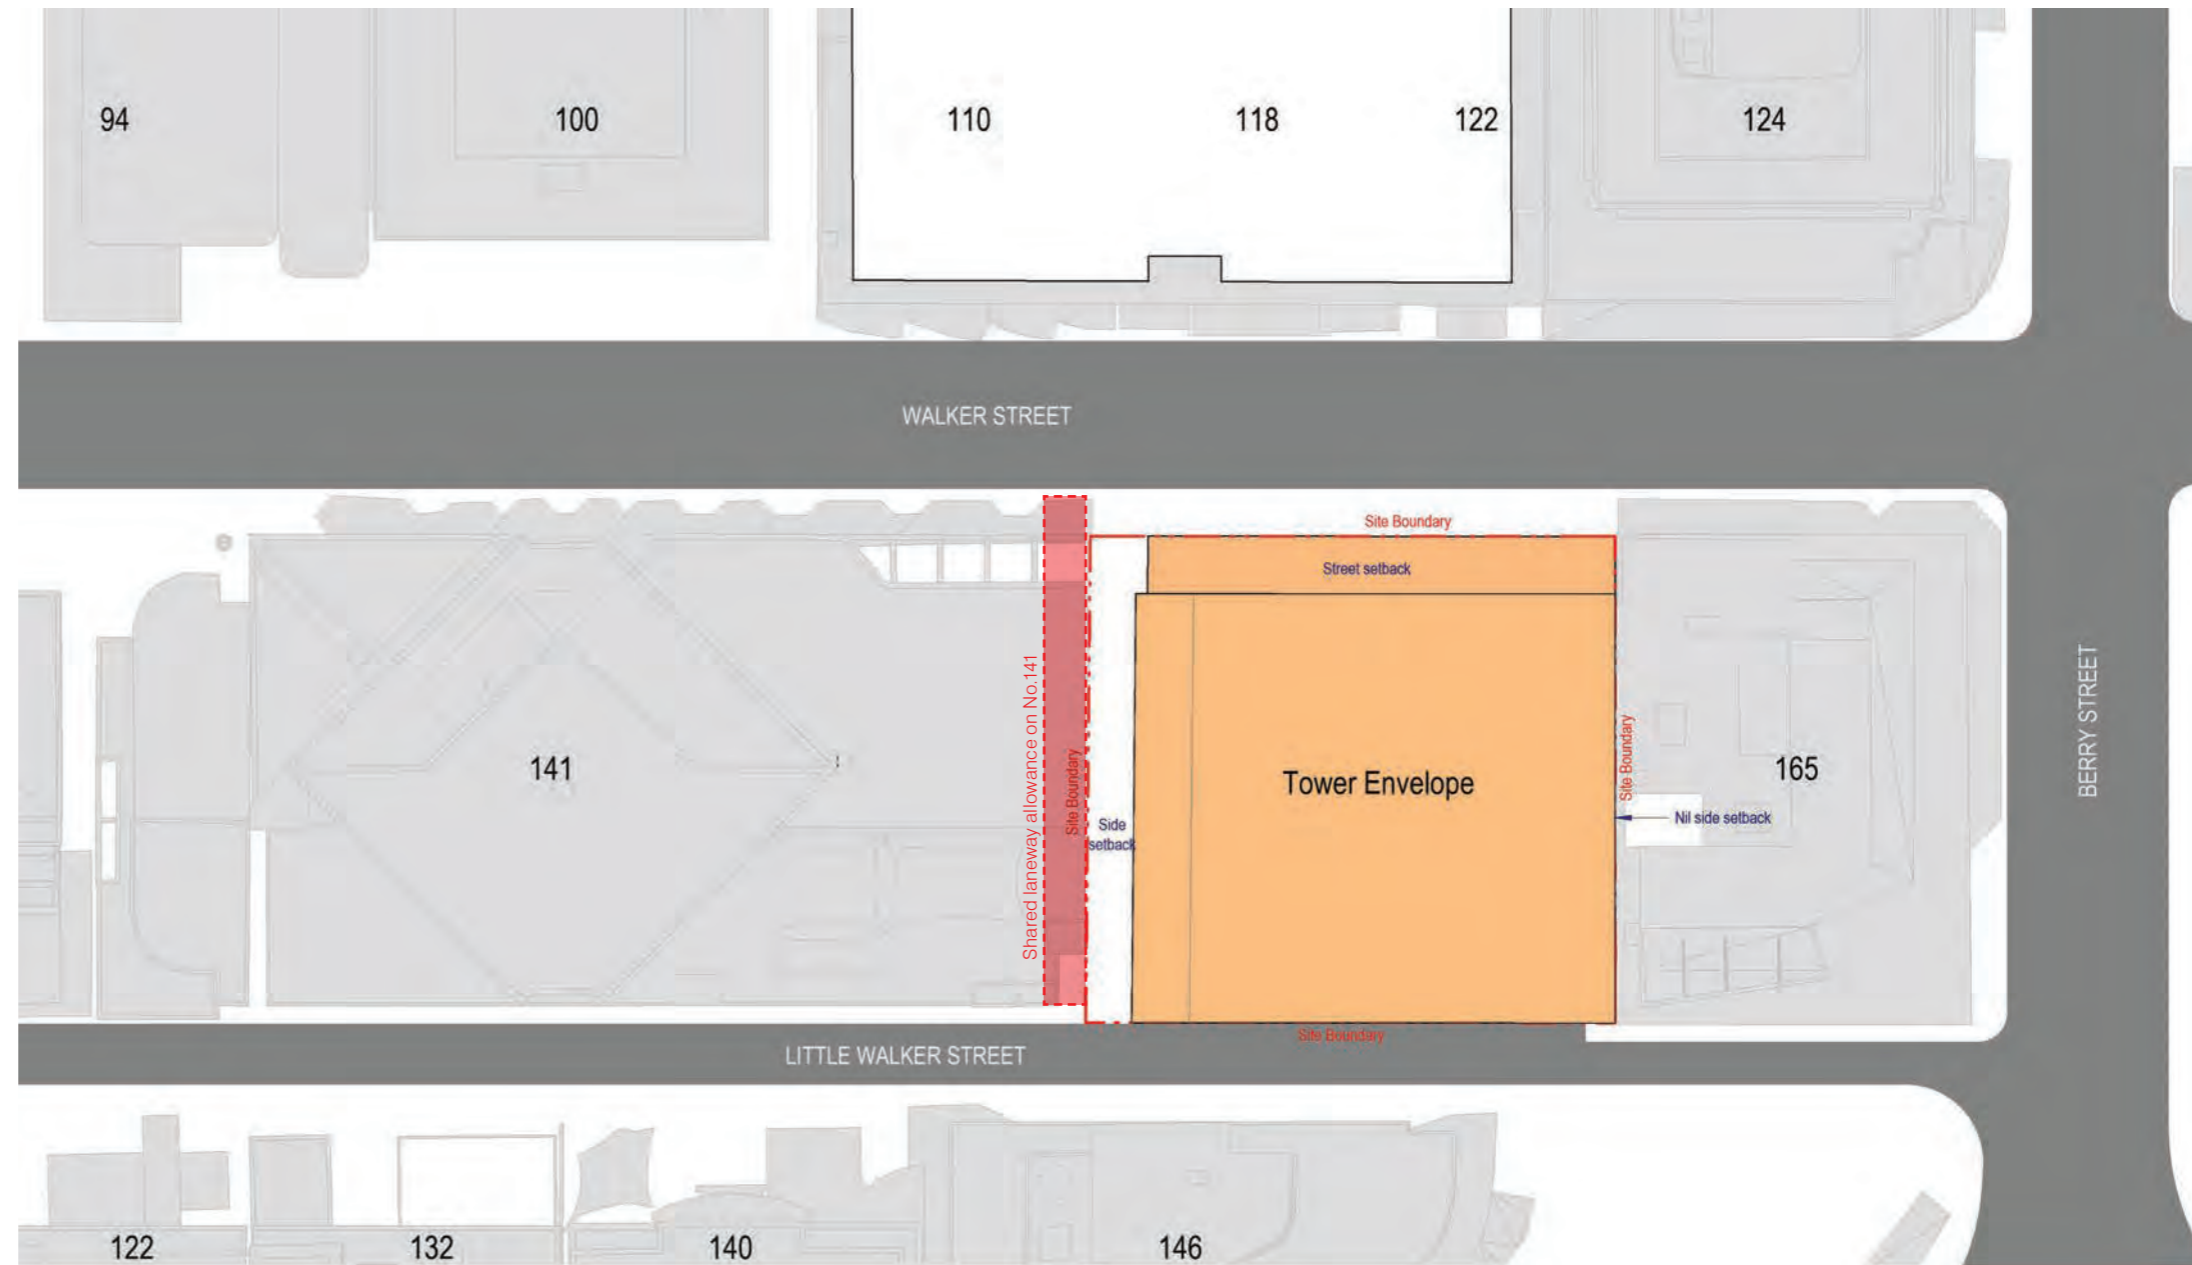 94
100
110
118
122
124
WALKER STREET
Site Boundary
Street setback
Shared laneway allowance on No.141
Site Boundary
Side
setback
Tower Envelope
Site Boundary
Nil side setback
141
165
BERRY STREET
Site Boundary
LITTLE WALKER STREET
122
132
140
146